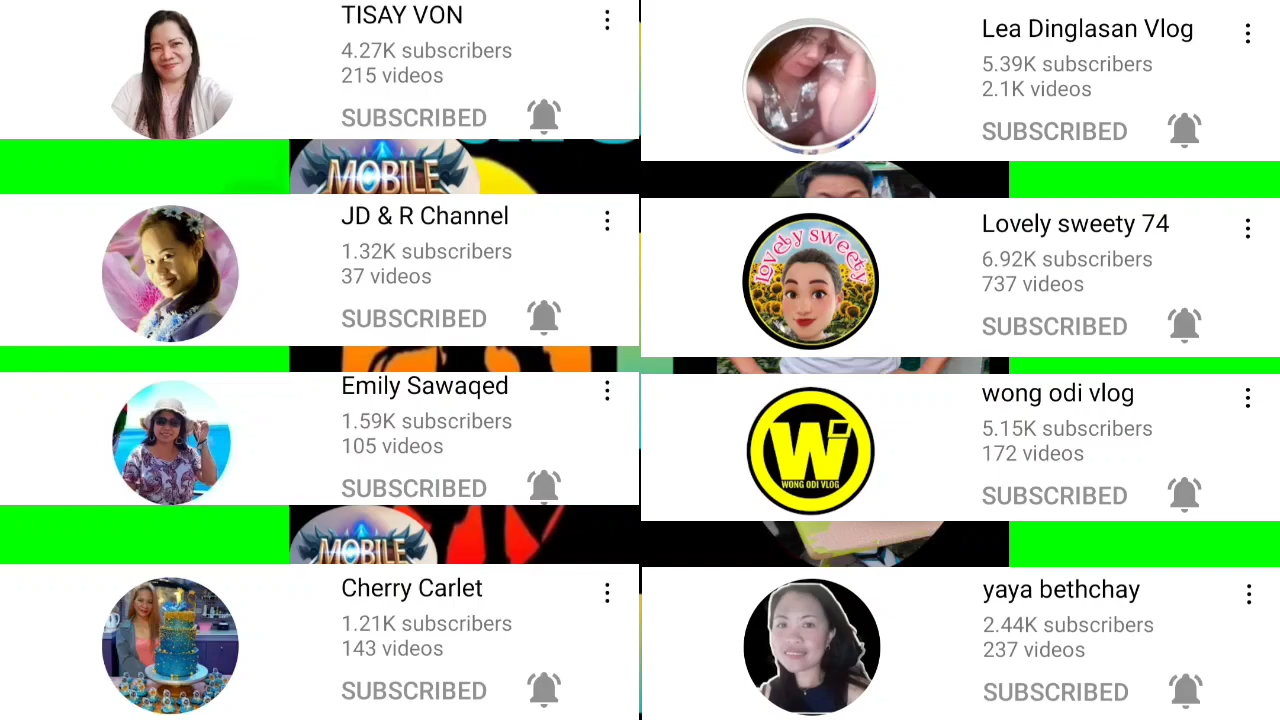 TISAY VON
4.27K subscribers
215 videos
SUBSCRIBED
MOBILE
JD & R Channel
1.32K subscribers
37 videos
SUBSCRIBED
Emily Sawaqed
1.59K subscribers
105 videos
SUBSCRIBED
MOBILE
Cherry Carlet
1.21K subscribers
143 videos
SUBSCRIBED
Lea Dinglasan Vlog
5.39K subscribers
2.1K videos
SUBSCRIBED
Lovely sweety
Lovely sweety 74
6.92K subscribers
737 videos
SUBSCRIBED
W
WONG ODI VLOG
wong odi vlog
5.15K subscribers
172 videos
SUBSCRIBED
yaya bethchay
2.44K subscribers
237 videos
SUBSCRIBED